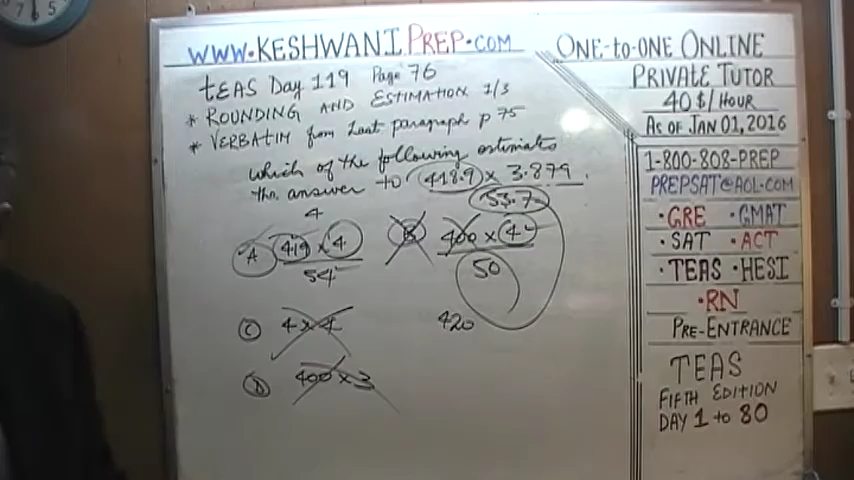 7 6 5
WWW.KESHWANIPREP.COM
TEAS Day 119 Page 76
* ROUNDING AND ESTIMATION 1/3
* VERBATIM from Last paragraph p 75
which of the following estimates
the answer to 418.9 × 3.879
53.7
4
A 419 × 4
54
B 400 × 4
50
C 4 × 4
420
D 400 × 3
ONE-TO-ONE ONLINE
PRIVATE TUTOR
40 $/HOUR
AS OF JAN 01, 2016
1-800-808-PREP
PREPSAT@AOL.COM
• GRE • GMAT
• SAT • ACT
• TEAS • HESI
• RN
PRE-ENTRANCE
TEAS
FIFTH EDITION
DAY 1 TO 80